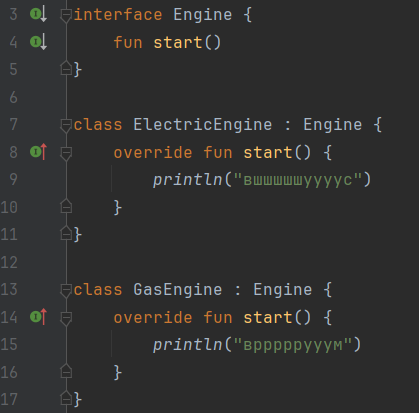 3 interface Engine {
4     fun start()
5 }
6
7 class ElectricEngine : Engine {
8     override fun start() {
9         println("вшшшшшуууус")
10     }
11 }
12
13 class GasEngine : Engine {
14     override fun start() {
15         println("врррррууум")
16     }
17 }